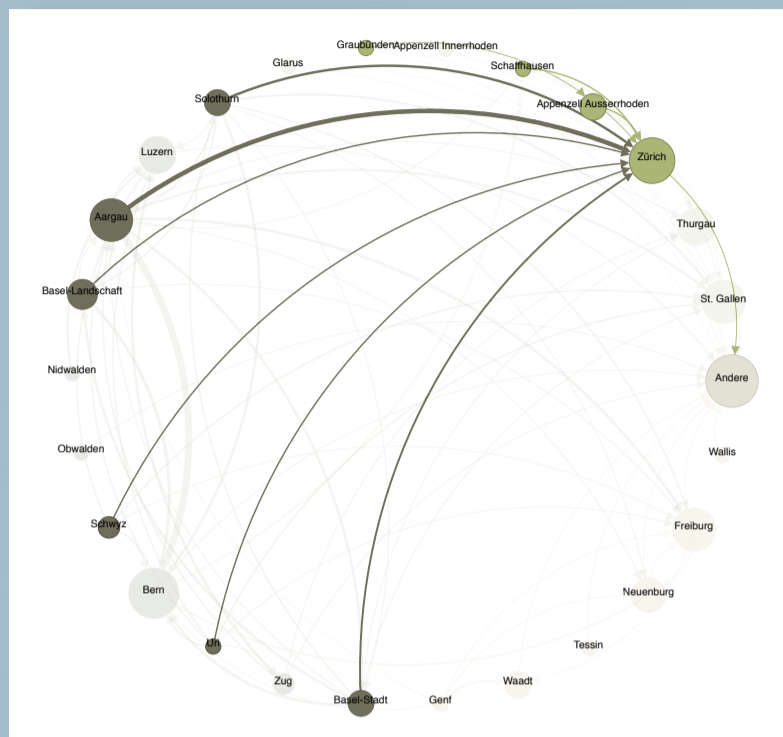 Graubünden
Appenzell Innerrhoden
Glarus
Schaffhausen
Solothurn
Appenzell Ausserrhoden
Luzern
Zürich
Aargau
Thurgau
Basel-Landschaft
St. Gallen
Nidwalden
Andere
Obwalden
Wallis
Schwyz
Freiburg
Bern
Neuenburg
Uri
Tessin
Zug
Waadt
Basel-Stadt
Genf